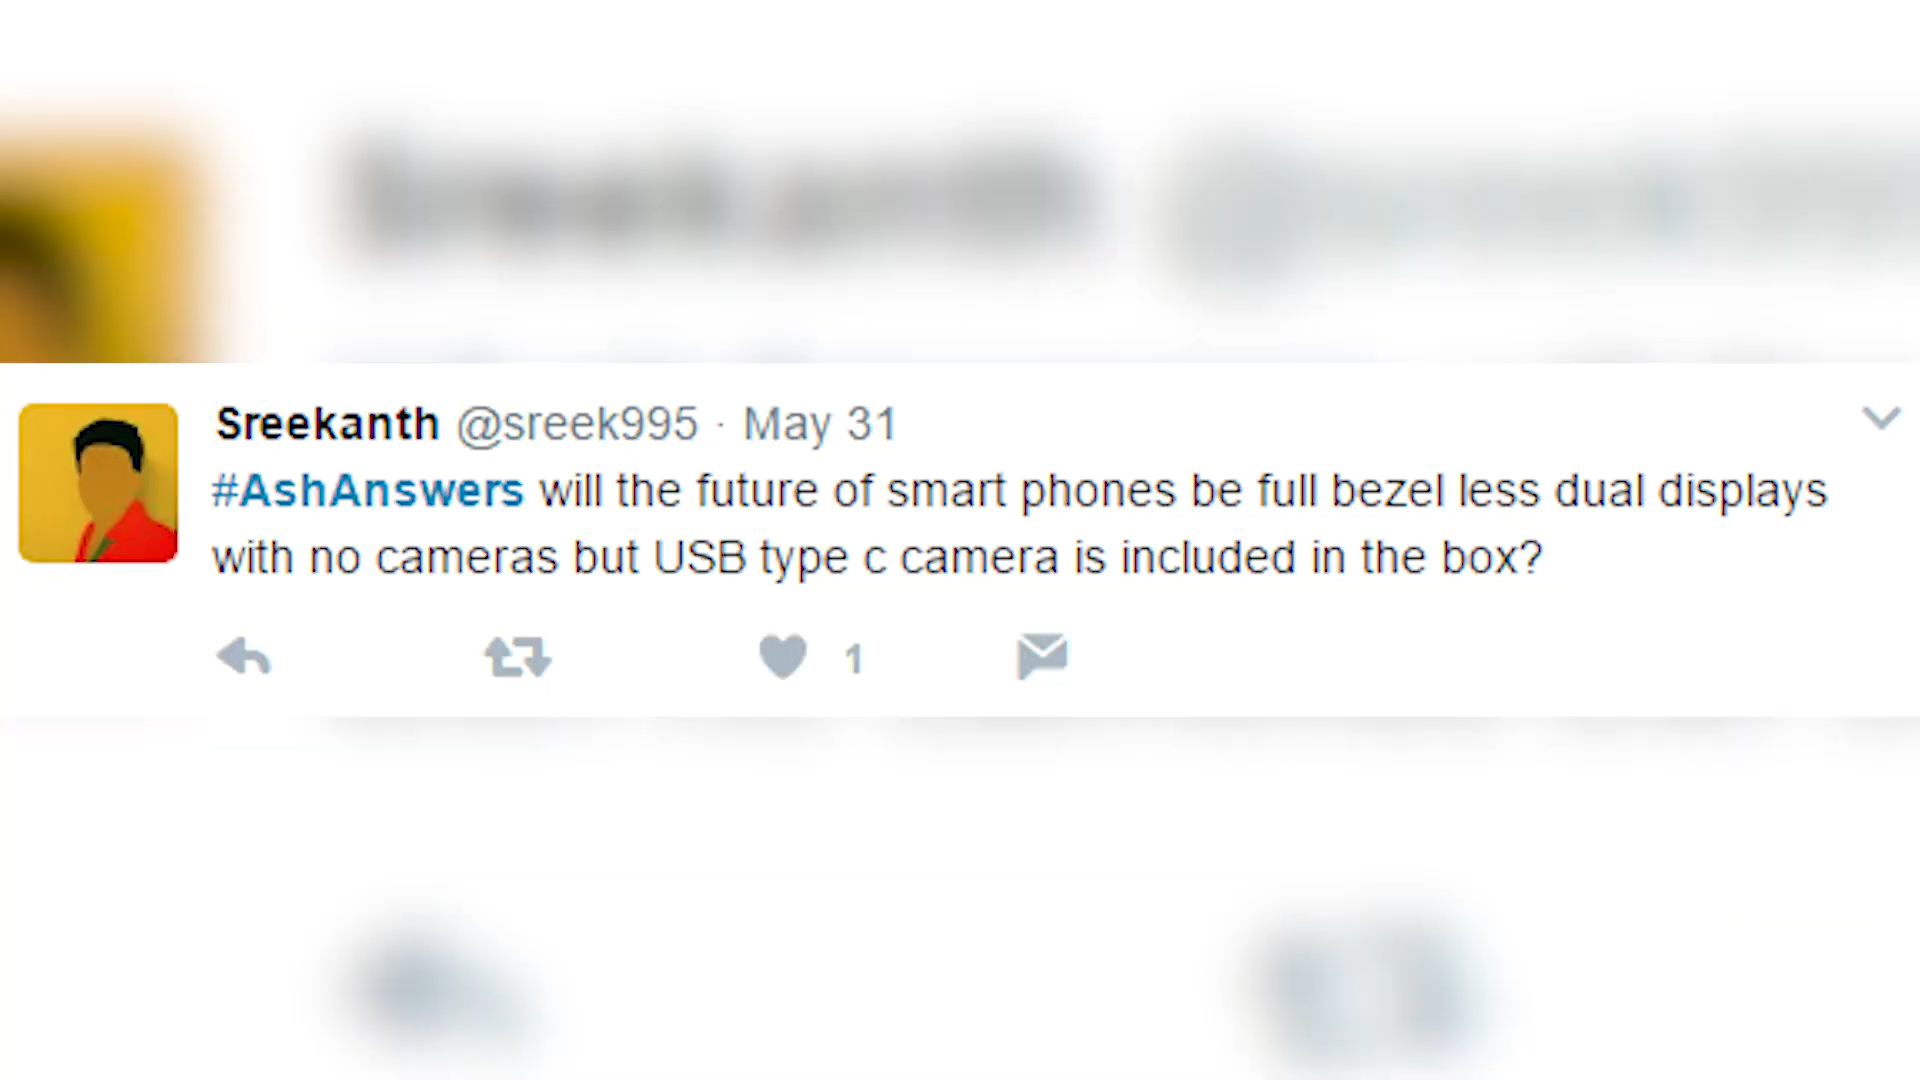 Sreekanth @sreek995 · May 31
#AshAnswers will the future of smart phones be full bezel less dual displays
with no cameras but USB type c camera is included in the box?
1